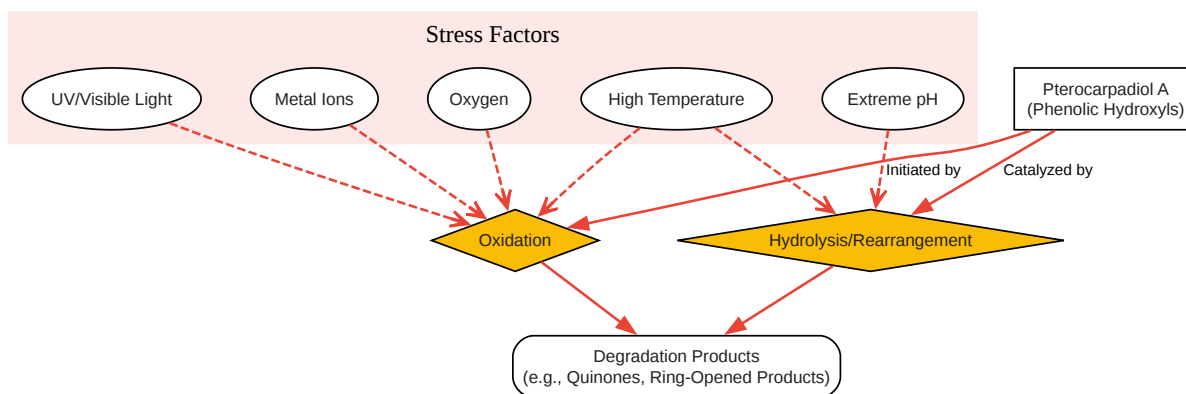 Stress Factors
UV/Visible Light
Metal Ions
Oxygen
High Temperature
Extreme pH
Pterocarpadiol A
(Phenolic Hydroxyls)
Initiated by
Catalyzed by
Oxidation
Hydrolysis/Rearrangement
Degradation Products
(e.g., Quinones, Ring-Opened Products)